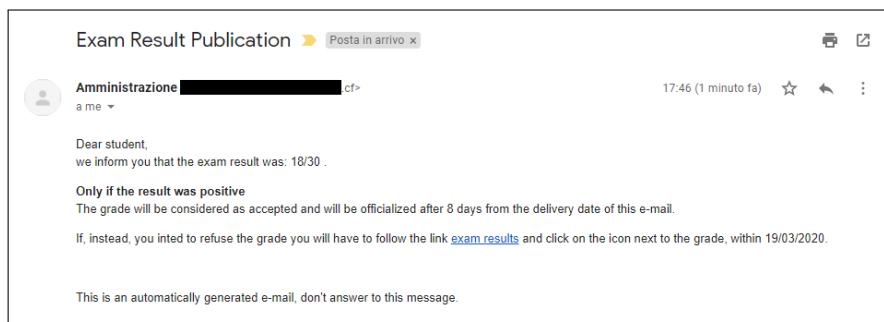 Exam Result Publication Posta in arrivo ×
Amministrazione .cf>
17:46 (1 minuto fa)
a me
Dear student,
we inform you that the exam result was: 18/30 .
Only if the result was positive
The grade will be considered as accepted and will be officialized after 8 days from the delivery date of this e-mail.
If, instead, you inted to refuse the grade you will have to follow the link exam results and click on the icon next to the grade, within 19/03/2020.
This is an automatically generated e-mail, don't answer to this message.